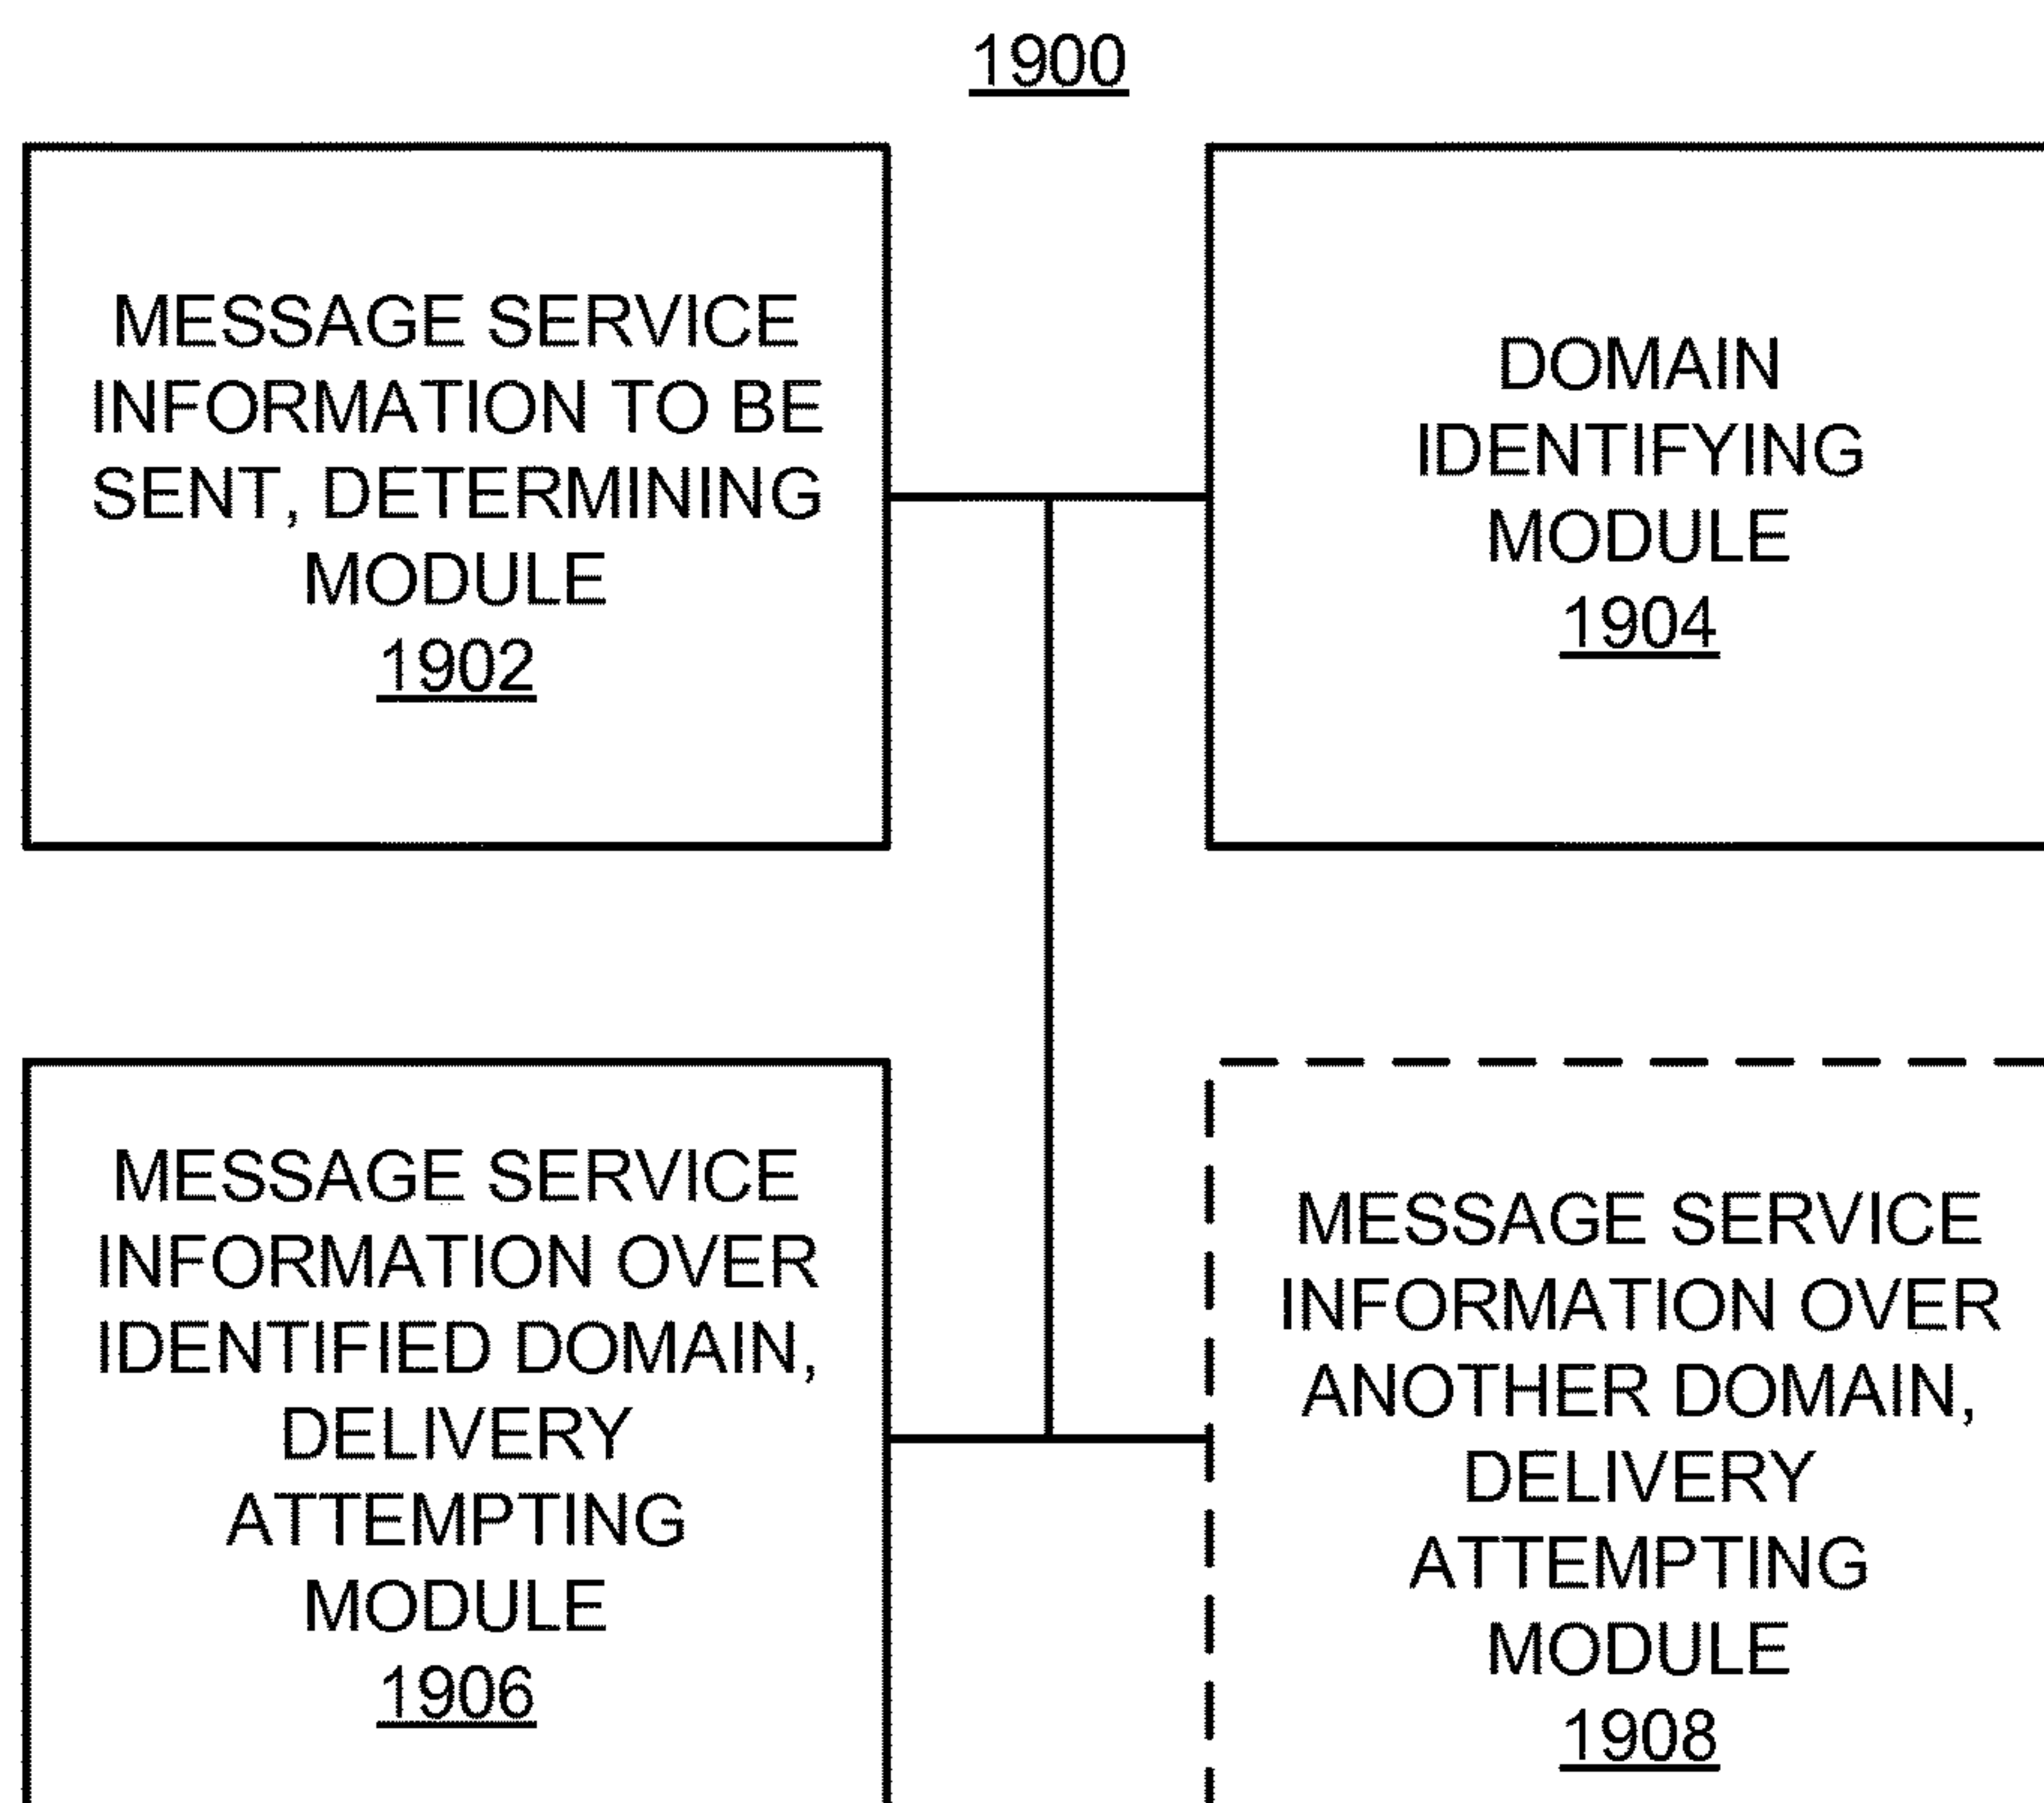 1900
MESSAGE SERVICE
INFORMATION TO BE
SENT, DETERMINING
MODULE
1902
DOMAIN
IDENTIFYING
MODULE
1904
MESSAGE SERVICE
INFORMATION OVER
IDENTIFIED DOMAIN,
DELIVERY
ATTEMPTING
MODULE
1906
MESSAGE SERVICE
INFORMATION OVER
ANOTHER DOMAIN,
DELIVERY
ATTEMPTING
MODULE
1908